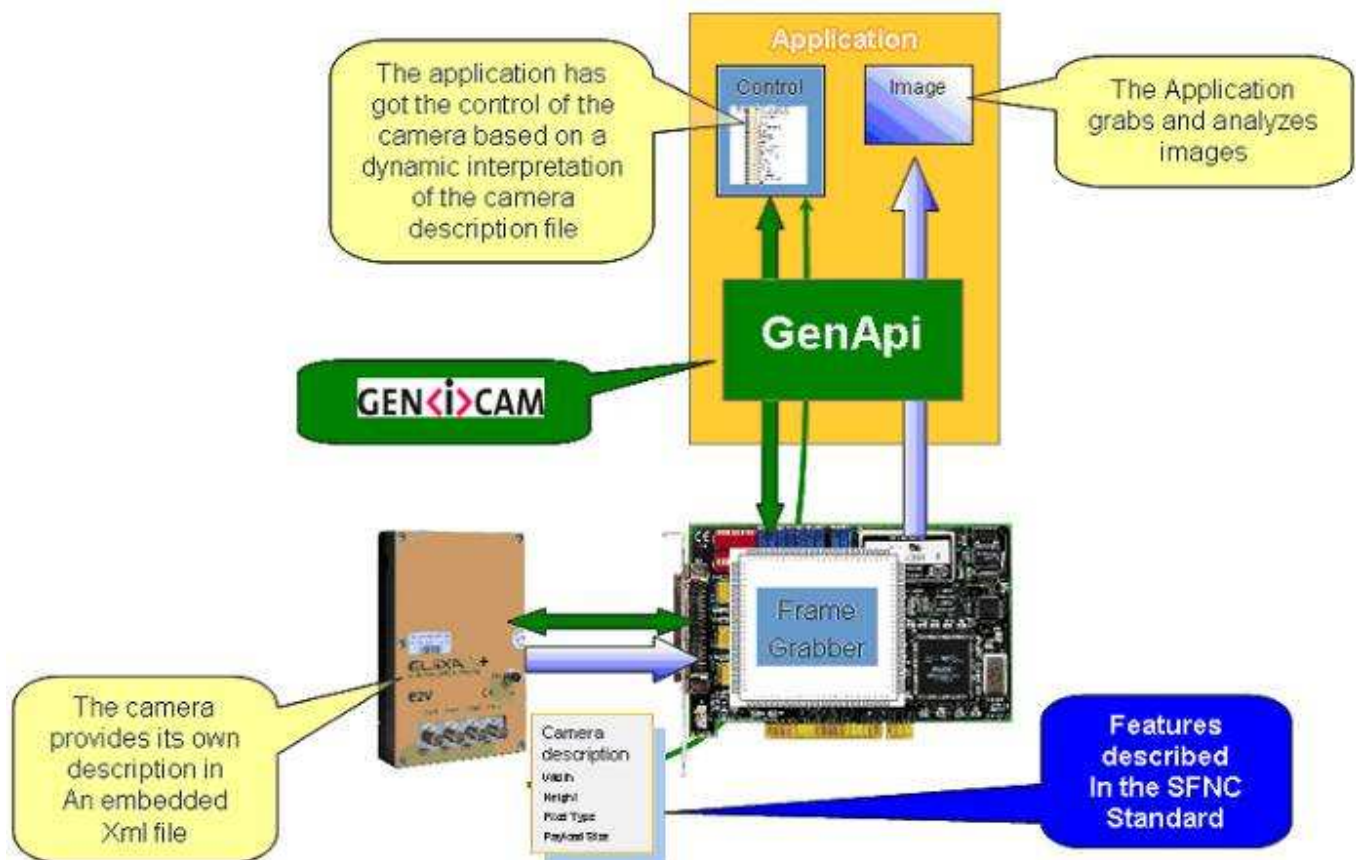 Application
The application has
got the control of the
camera based on a
dynamic interpretation
of the camera
description file
Control
Image
The Application
grabs and analyzes
images
GenApi
GEN<i>CAM
Frame
Grabber
ELiiXA +
e2v
The camera
provides its own
description in
An embedded
Xml file
Camera
description
Width
Height
Pixel Type
Payload Size
Features
described
In the SFNC
Standard